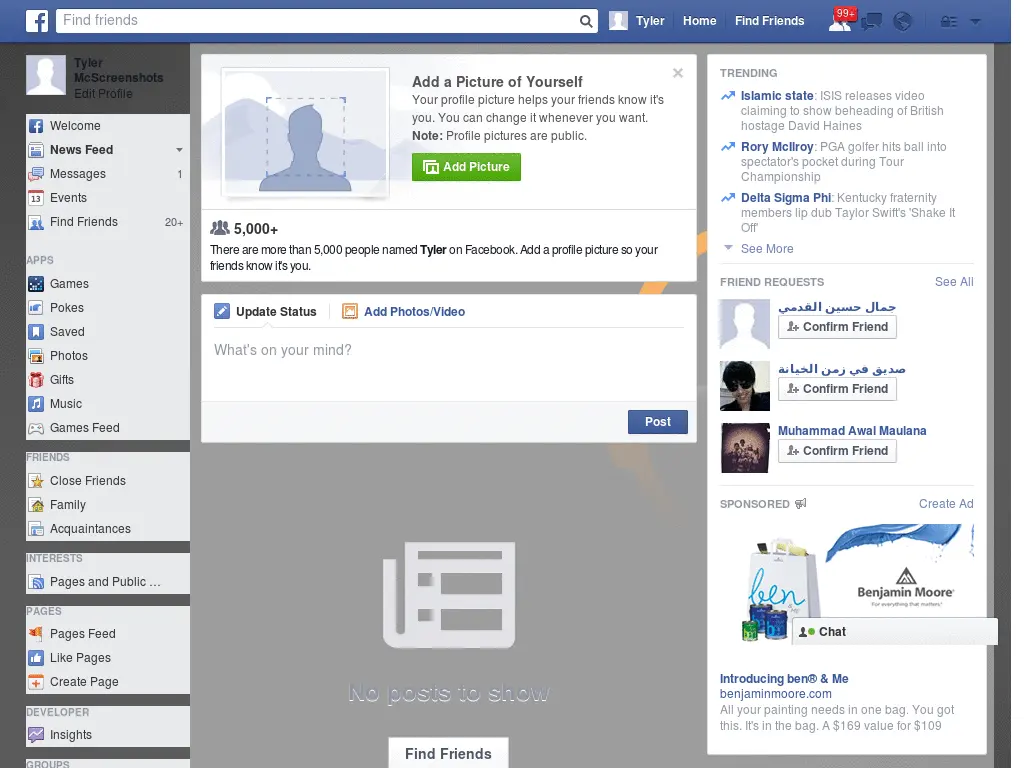 Find friends
Tyler
Home
Find Friends
99+
Tyler
McScreenshots
Edit Profile
Welcome
News Feed
Messages 1
13 Events
Find Friends 20+
APPS
Games
Pokes
Saved
Photos
Gifts
Music
Games Feed
FRIENDS
Close Friends
Family
Acquaintances
INTERESTS
Pages and Public ...
PAGES
Pages Feed
Like Pages
Create Page
DEVELOPER
Insights
GROUPS
Add a Picture of Yourself
Your profile picture helps your friends know it's
you. You can change it whenever you want.
Note: Profile pictures are public.
Add Picture
5,000+
There are more than 5,000 people named Tyler on Facebook. Add a profile picture so your
friends know it's you.
Update Status
Add Photos/Video
What's on your mind?
Post
No posts to show
Find Friends
TRENDING
Islamic state: ISIS releases video
claiming to show beheading of British
hostage David Haines
Rory McIlroy: PGA golfer hits ball into
spectator's pocket during Tour
Championship
Delta Sigma Phi: Kentucky fraternity
members lip dub Taylor Swift's 'Shake It
Off'
See More
FRIEND REQUESTS See All
جمال حسين القدمي
Confirm Friend
صديق في زمن الخيانة
Confirm Friend
Muhammad Awal Maulana
Confirm Friend
SPONSORED Create Ad
ben
& ME
Benjamin Moore®
For everything that matters.™
Chat
Introducing ben® & Me
benjaminmoore.com
All your painting needs in one bag. You got
this. It's in the bag. A $169 value for $109